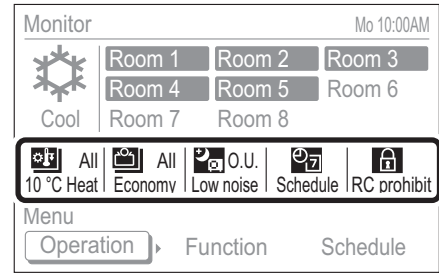 Monitor Mo 10:00AM
Room 1 Room 2 Room 3
Room 4 Room 5 Room 6
Cool Room 7 Room 8
All All O.U. 7
10 °C Heat Economy Low noise Schedule RC prohibit
Menu
Operation Function Schedule